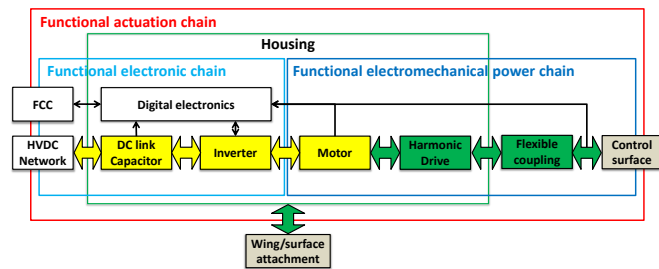 Functional actuation chain
Housing
Functional electronic chain
Functional electromechanical power chain
FCC
Digital electronics
HVDC
Network
DC link
Capacitor
Inverter
Motor
Harmonic
Drive
Flexible
coupling
Control
surface
Wing/surface
attachment